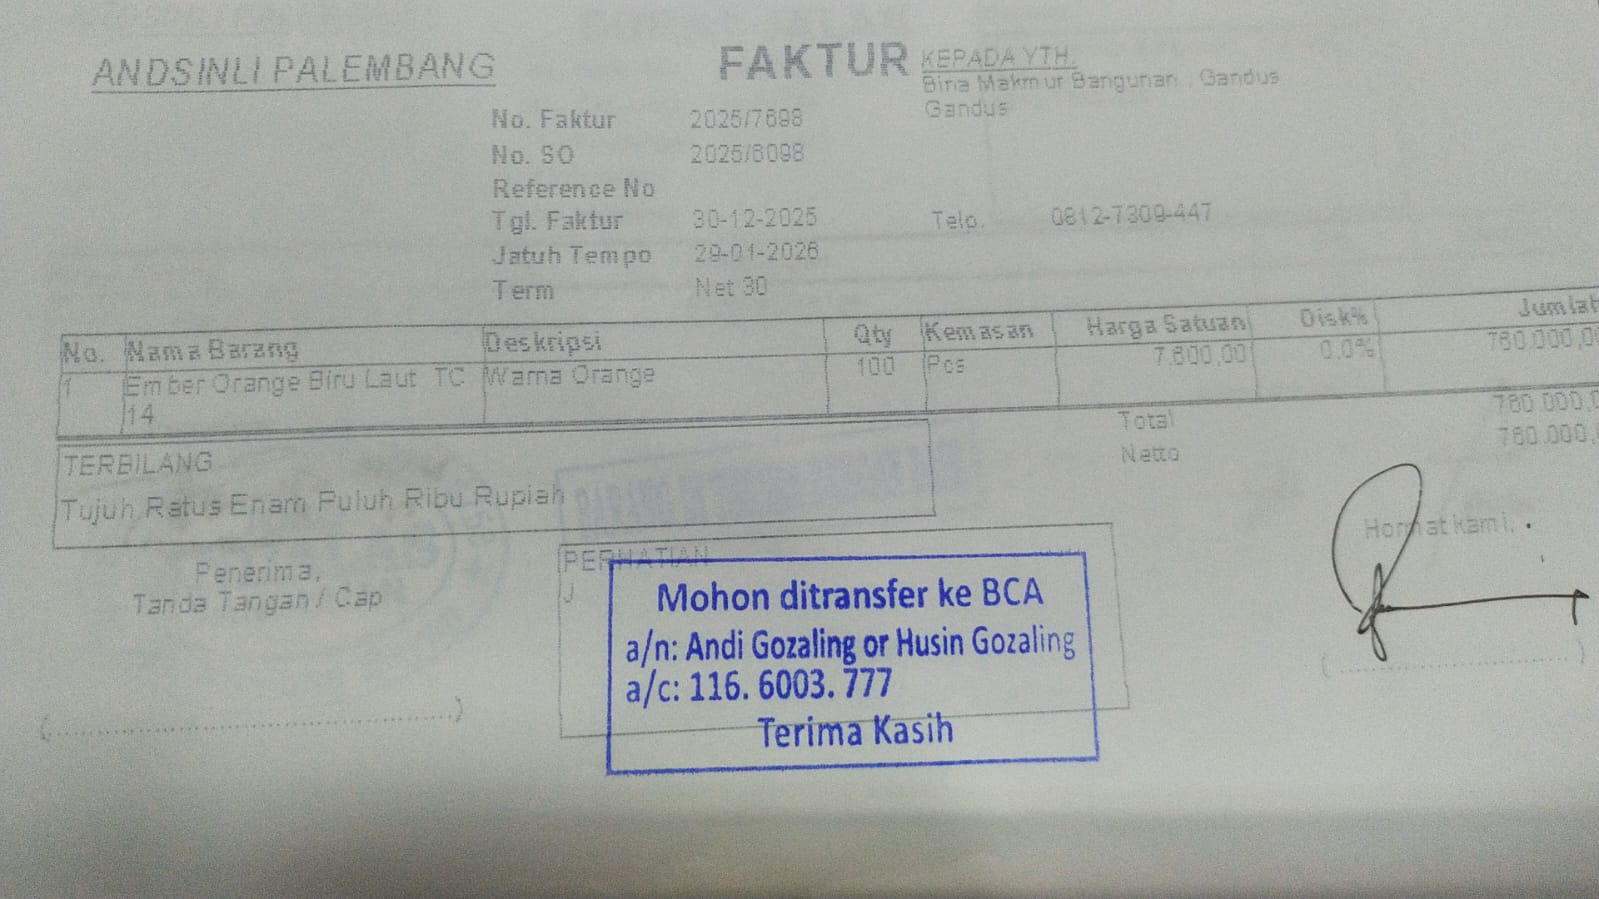 ANDSINLI PALEMBANG
FAKTUR
KEPADA YTH.
Bina Makmur Bangunan , Gandus
Gandus
No. Faktur 2025/7698
No. SO 2025/6098
Reference No
Tgl. Faktur 30-12-2025
Telp. 0812-7309-447
Jatuh Tempo 29-01-2026
Term Net 30
No. Nama Barang Deskripsi Qty Kemasan Harga Satuan Disk% Jumlah
1 Ember Orange Biru Laut TC Warna Orange 100 Pcs 7.600,00 0.0% 760.000,0
14
Total 760.000,0
Netto 760.000,
TERBILANG
Tujuh Ratus Enam Puluh Ribu Rupiah
Penerima,
Tanda Tangan / Cap
PERHATIAN
J
Mohon ditransfer ke BCA
a/n: Andi Gozaling or Husin Gozaling
a/c: 116. 6003. 777
Terima Kasih
Hormat kami,